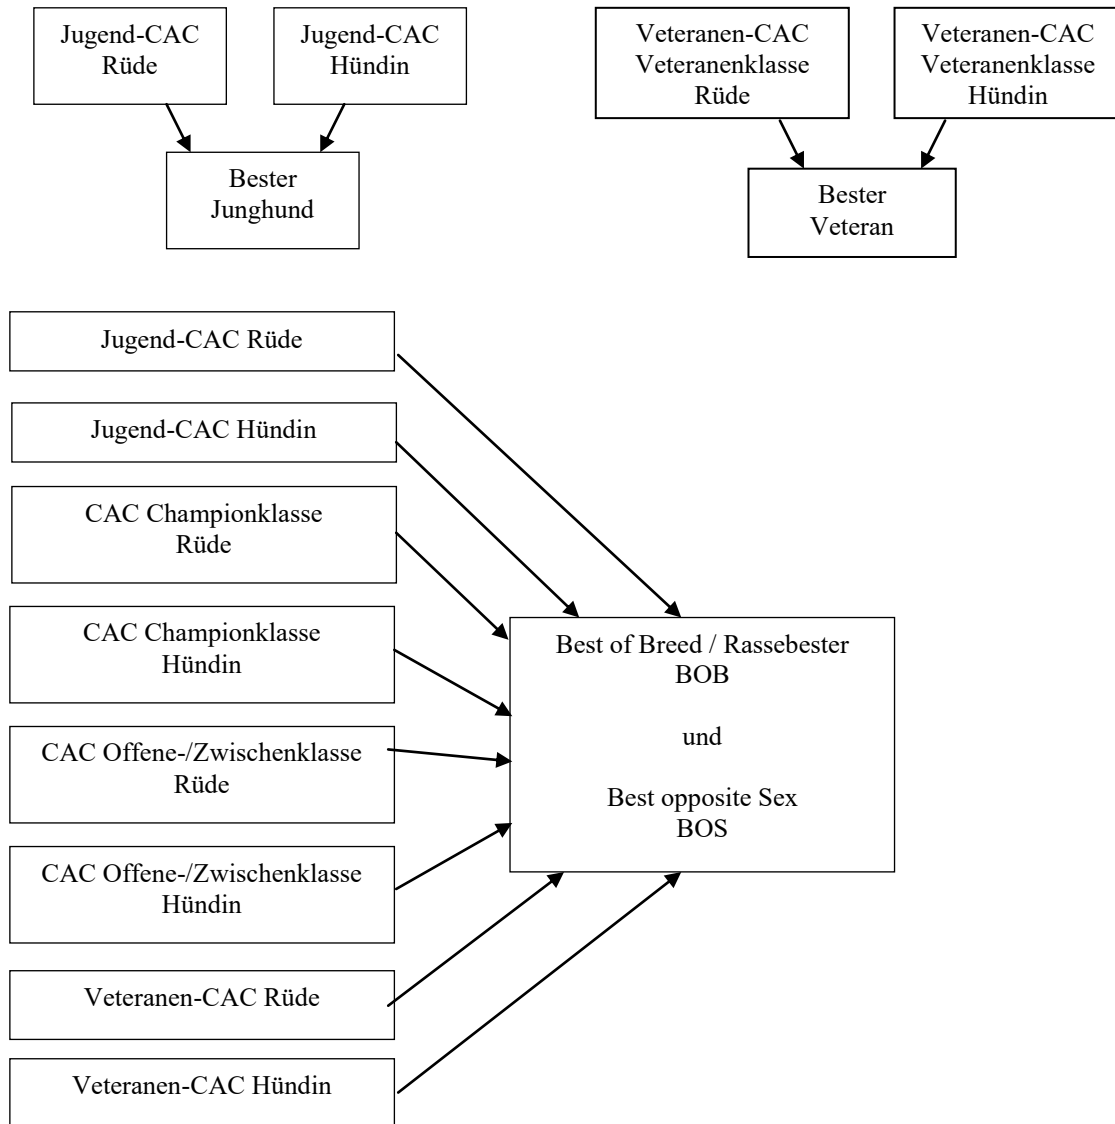 Jugend-CAC
Rüde
Jugend-CAC
Hündin
Bester
Junghund
Veteranen-CAC
Veteranenklasse
Rüde
Veteranen-CAC
Veteranenklasse
Hündin
Bester
Veteran
Jugend-CAC Rüde
Jugend-CAC Hündin
CAC Championklasse
Rüde
CAC Championklasse
Hündin
CAC Offene-/Zwischenklasse
Rüde
CAC Offene-/Zwischenklasse
Hündin
Veteranen-CAC Rüde
Veteranen-CAC Hündin
Best of Breed / Rassebester
BOB
und
Best opposite Sex
BOS